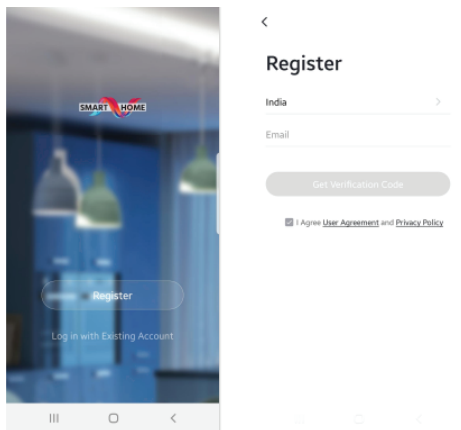 SMART HOME
Register
Log in with Existing Account
Register
India
Email
Get Verification Code
I Agree User Agreement and Privacy Policy